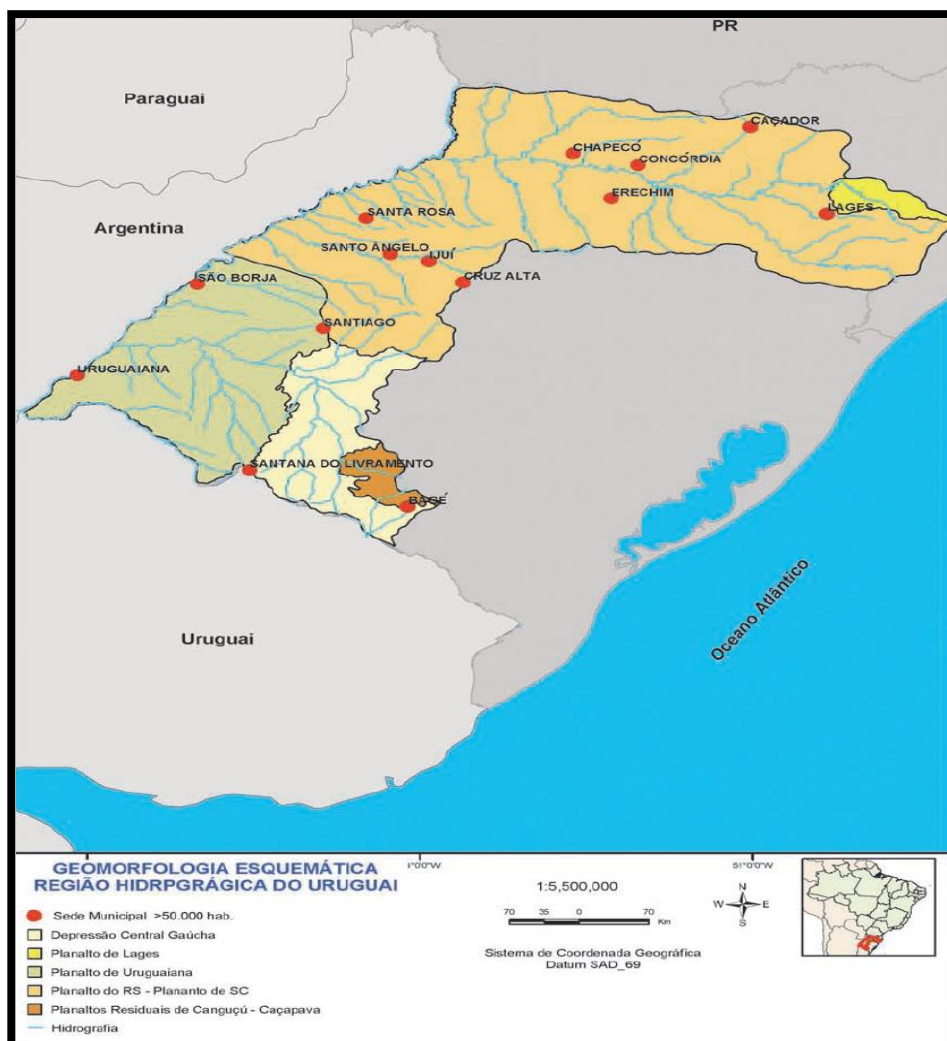 PR
Paraguai
CAÇADOR
CHAPECÓ
CONCÓRDIA
ERECHIM
LAGES
SANTA ROSA
Argentina
SANTO ÂNGELO
IJUÍ
CRUZ ALTA
SÃO BORJA
SANTIAGO
URUGUAIANA
SANTANA DO LIVRAMENTO
BAGÉ
Uruguai
Oceano Atlântico
GEOMORFOLOGIA ESQUEMÁTICA
REGIÃO HIDRPGRÁGICA DO URUGUAI
51°0'0"W
1:5,500,000
70 35 0 70
Km
N
W E
S
Sistema de Coordenada Geográfica
Datum SAD_69
Sede Municipal >50.000 hab.
Depressão Central Gaúcha
Planalto de Lages
Planalto de Uruguaiana
Planalto do RS - Plananto de SC
Planaltos Residuais de Canguçú - Caçapava
Hidrografia